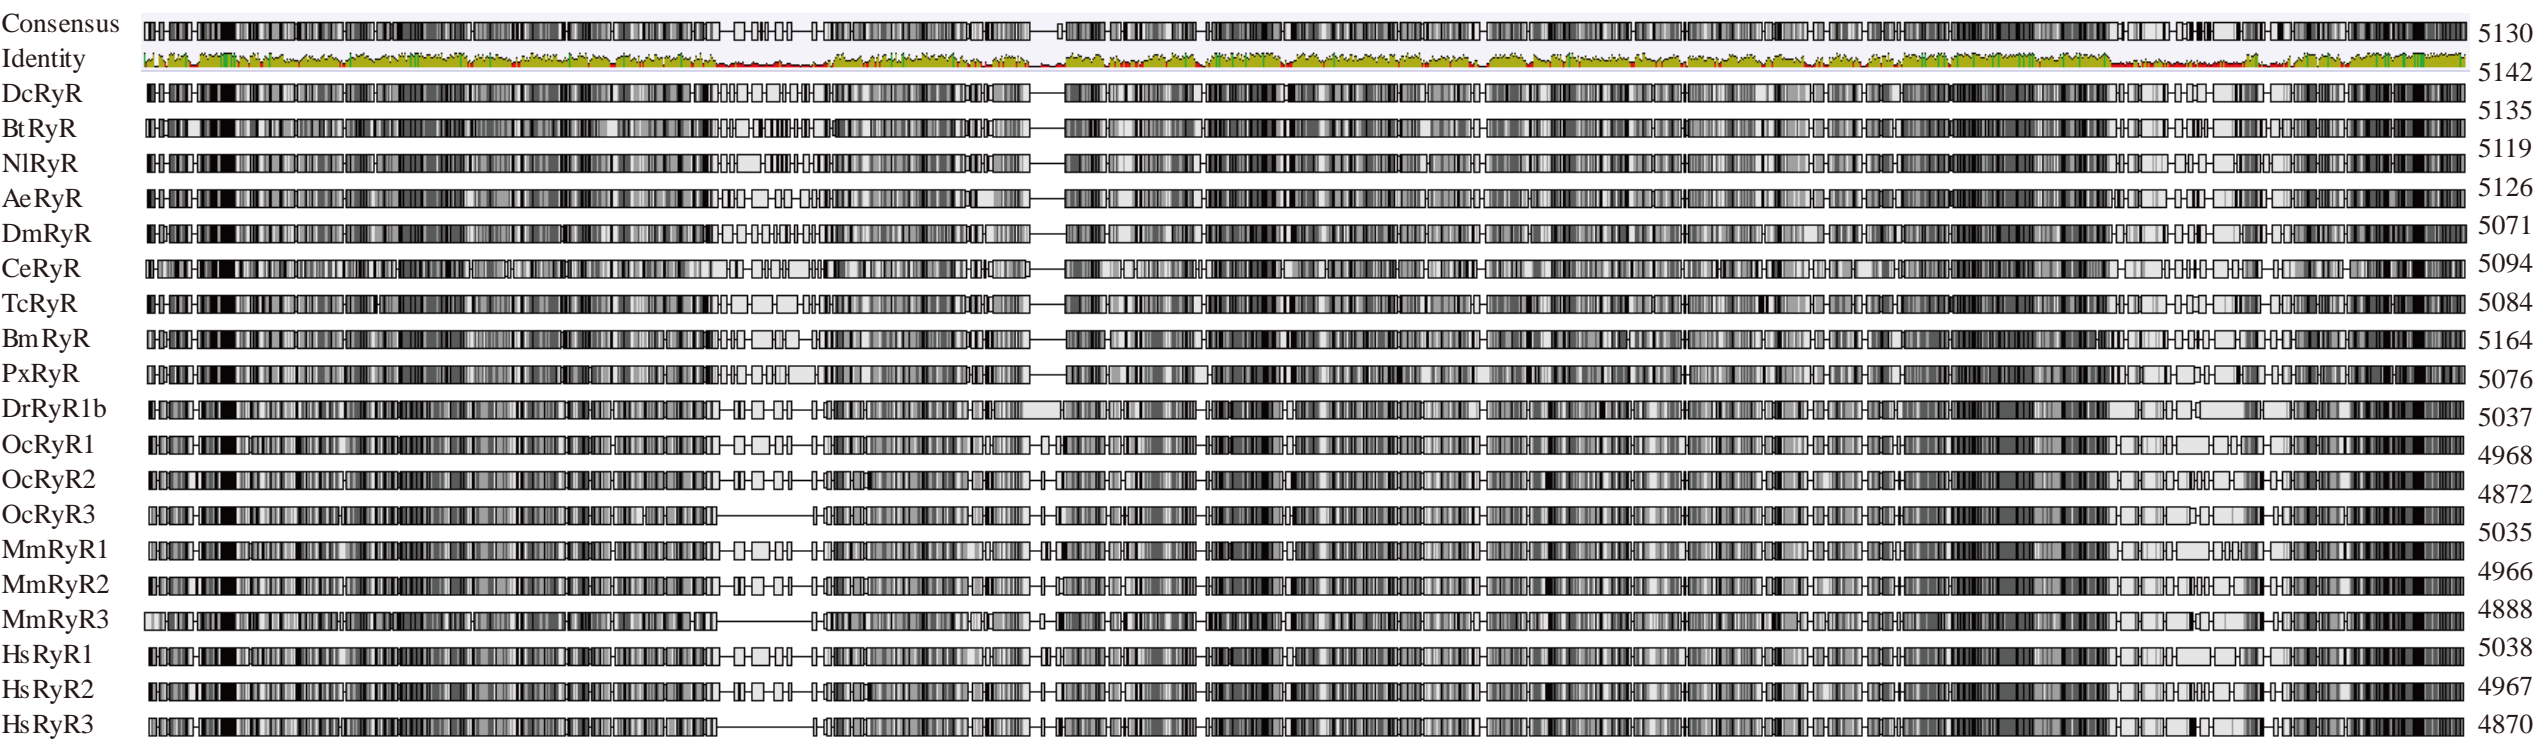 Consensus
Identity
DcRyR
BtRyR
NlRyR
AeRyR
DmRyR
CeRyR
TcRyR
BmRyR
PxRyR
DrRyR1b
OcRyR1
OcRyR2
OcRyR3
MmRyR1
MmRyR2
MmRyR3
HsRyR1
HsRyR2
HsRyR3
5130
5142
5135
5119
5126
5071
5094
5084
5164
5076
5037
4968
4872
5035
4966
4888
5038
4967
4870